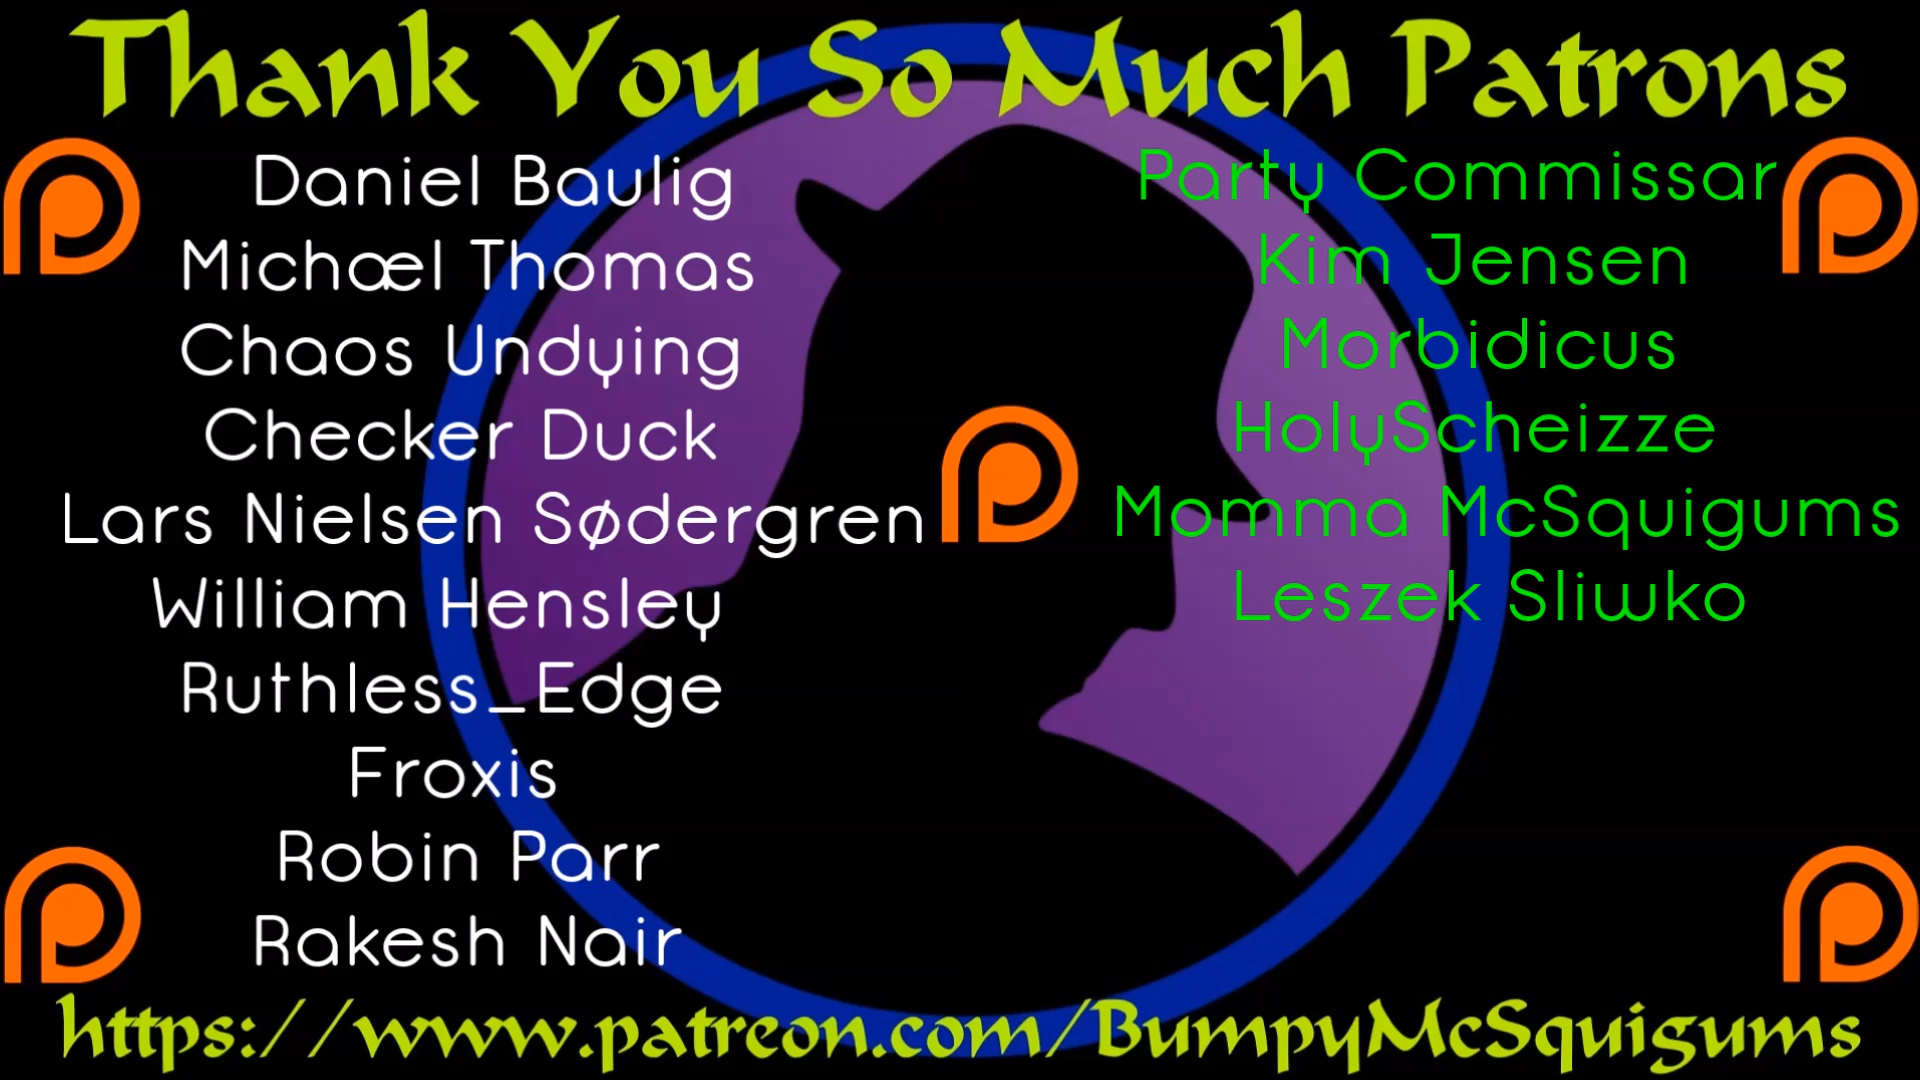 Thank You So Much Patrons
Daniel Baulig
Michæl Thomas
Chaos Undying
Checker Duck
Lars Nielsen Sødergren
William Hensley
Ruthless_Edge
Froxis
Robin Parr
Rakesh Nair
Party Commissar
Kim Jensen
Morbidicus
HolyScheizze
Momma McSquigums
Leszek Sliwko
https://www.patreon.com/BumpyMcSquigums